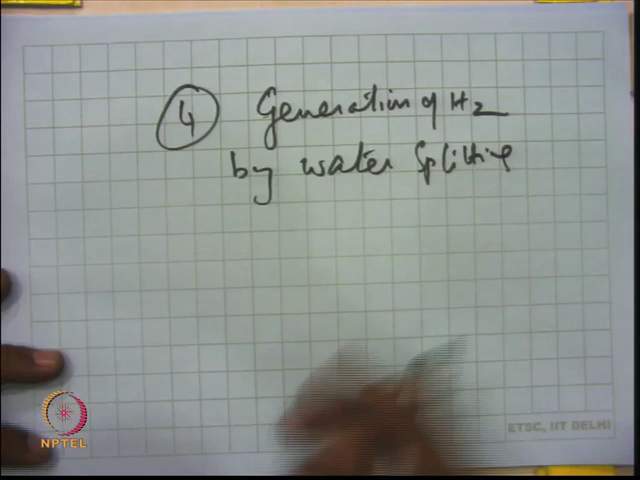 4 Generation of H2
by water Splitting
ETSC, IIT DELHI
NPTEL